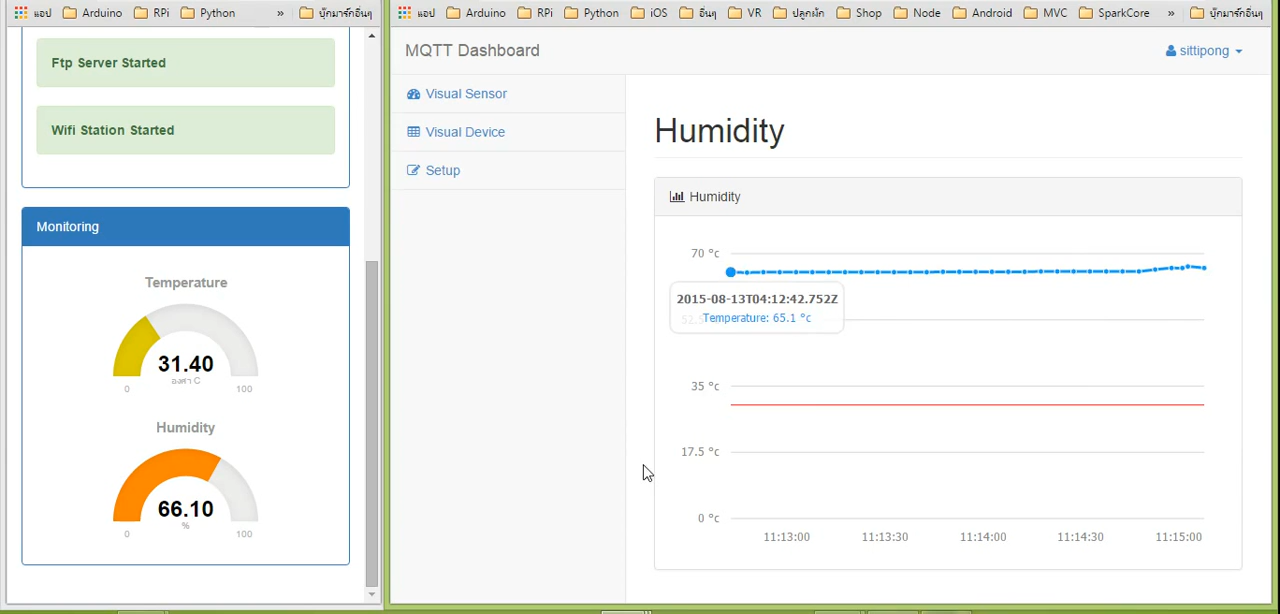 แอป Arduino RPi Python » บุ๊กมาร์กอื่นๆ
Ftp Server Started
Wifi Station Started
Monitoring
Temperature
31.40
องศา C
0 100
Humidity
66.10
%
0 100
แอป Arduino RPi Python iOS อื่นๆ VR ปลูกผัก Shop Node Android MVC SparkCore » บุ๊กมาร์กอื่นๆ
MQTT Dashboard
sittipong
Visual Sensor
Visual Device
Setup
Humidity
Humidity
70 °c
2015-08-13T04:12:42.752Z
Temperature: 65.1 °c
35 °c
17.5 °c
0 °c
11:13:00 11:13:30 11:14:00 11:14:30 11:15:00